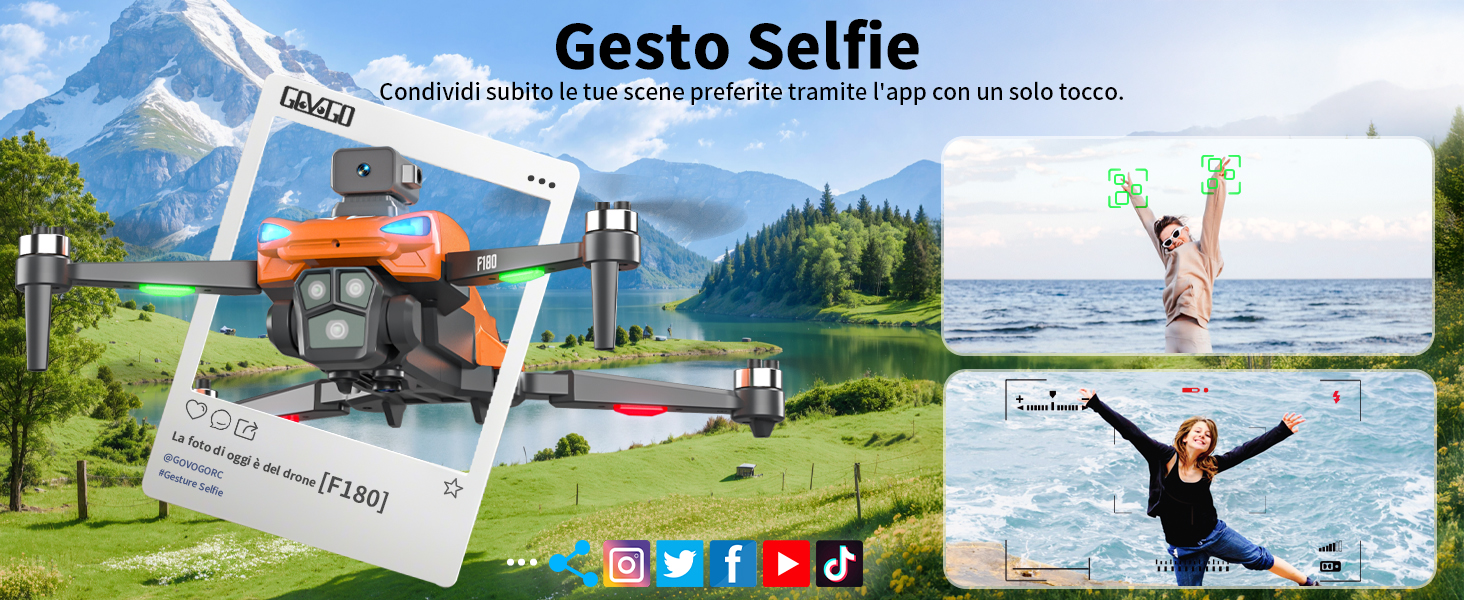 Gesto Selfie
Condividi subito le tue scene preferite tramite l'app con un solo tocco.
GOVOGO
F180
La foto di oggi è del drone [F180]
@GOVOGORC
#Gesture Selfie